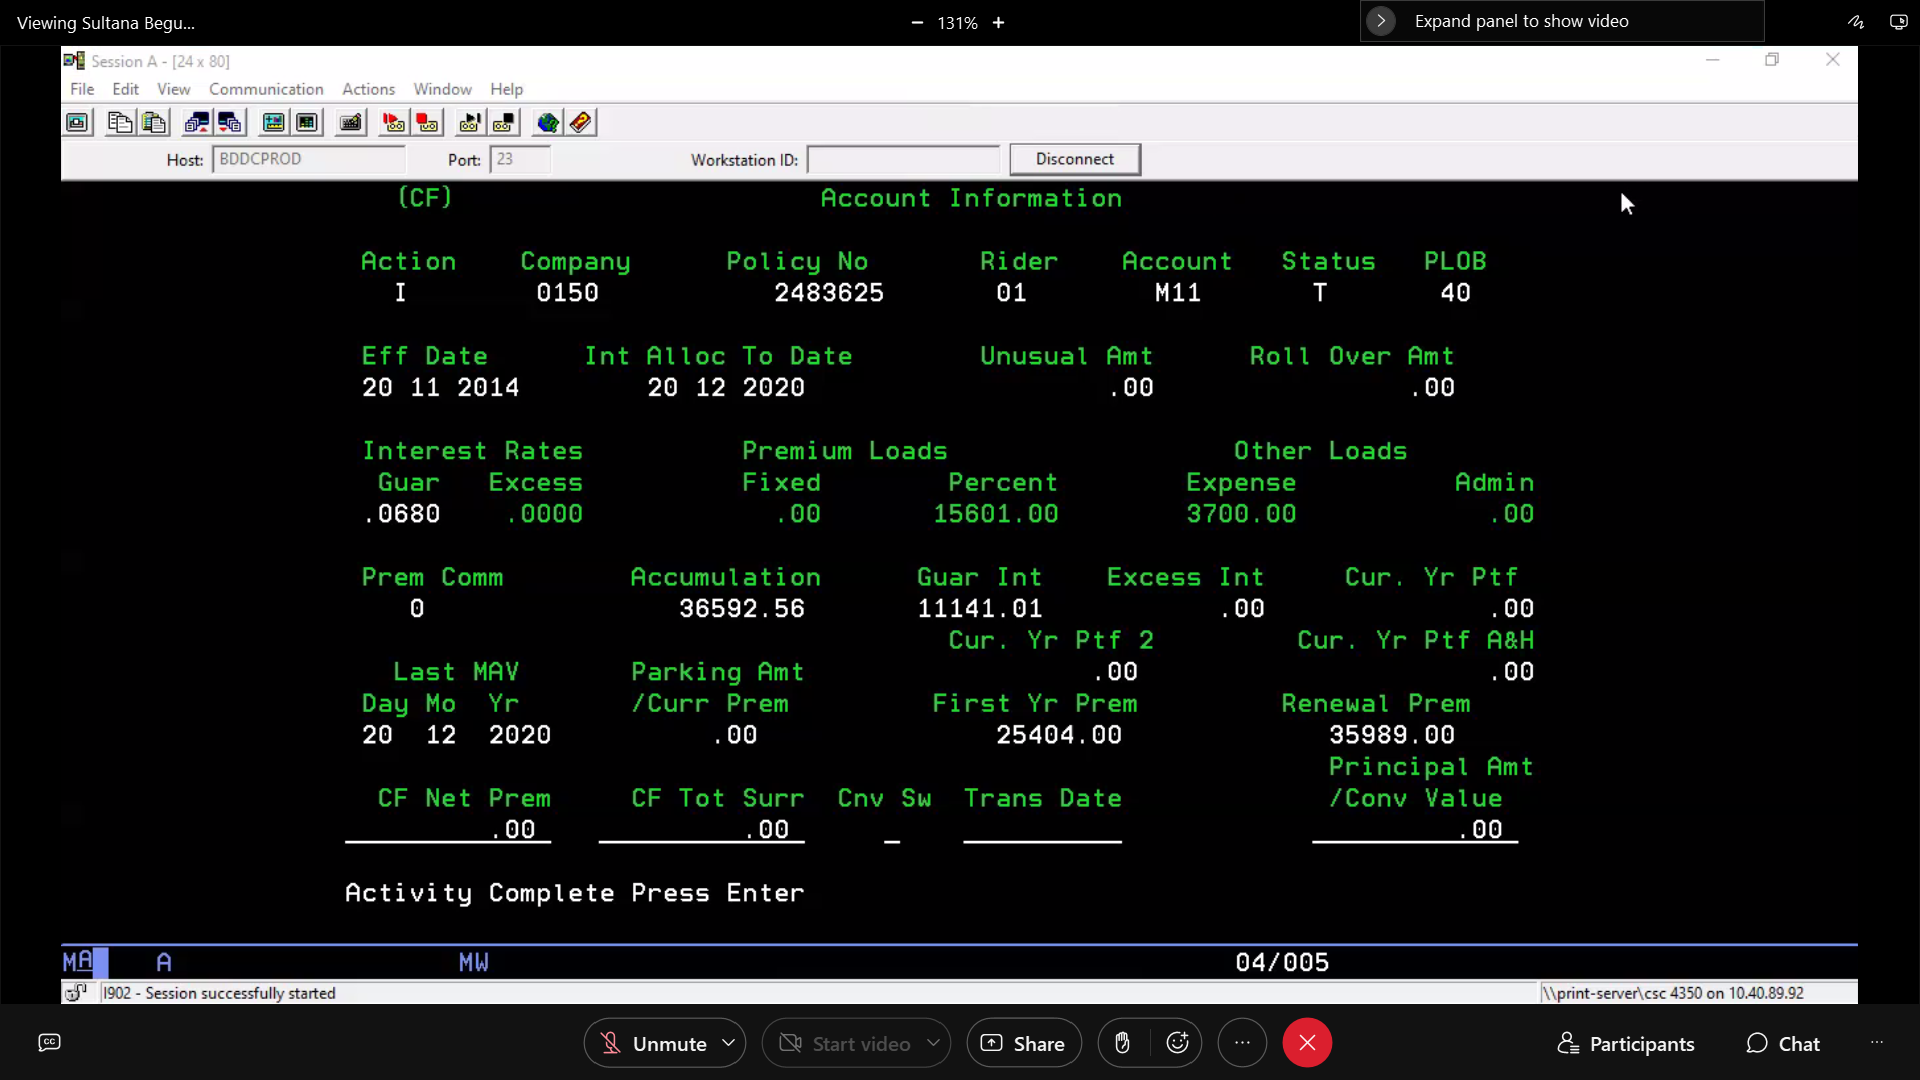 Viewing Sultana Begu...
131%
Expand panel to show video
Session A - [24 x 80]
File Edit View Communication Actions Window Help
Host: BDDCPROD Port: 23 Workstation ID: Disconnect
(CF) Account Information
Action Company Policy No Rider Account Status PLOB
I 0150 2483625 01 M11 T 40
Eff Date Int Alloc To Date Unusual Amt Roll Over Amt
20 11 2014 20 12 2020 .00 .00
Interest Rates Premium Loads Other Loads
Guar Excess Fixed Percent Expense Admin
.0680 .0000 .00 15601.00 3700.00 .00
Prem Comm Accumulation Guar Int Excess Int Cur. Yr Ptf
0 36592.56 11141.01 .00 .00
Cur. Yr Ptf 2 Cur. Yr Ptf A&H
Last MAV Parking Amt .00 .00
Day Mo Yr /Curr Prem First Yr Prem Renewal Prem
20 12 2020 .00 25404.00 35989.00
Principal Amt
CF Net Prem CF Tot Surr Cnv Sw Trans Date /Conv Value
.00 .00 _ .00
Activity Complete Press Enter
MA A MW 04/005
I902 - Session successfully started \\print-server\csc 4350 on 10.40.89.92
CC Unmute Start video Share ... Participants Chat ...